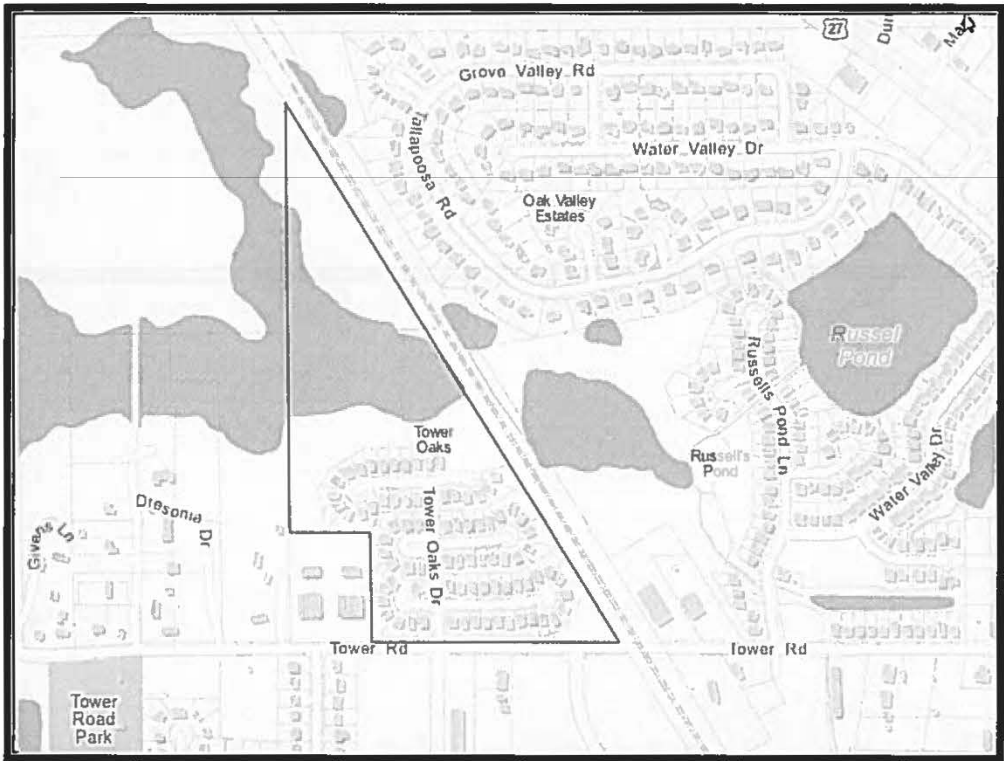 27
Grove Valley Rd
Tallapoosa Rd
Water Valley Dr
Oak Valley
Estates
Russel
Pond
Russells Pond Ln
Tower
Oaks
Russell's
Pond
Water Valley Dr
Tower Oaks Dr
Dresonia Dr
Givens Ln
Tower Rd
Tower Rd
Tower
Road
Park